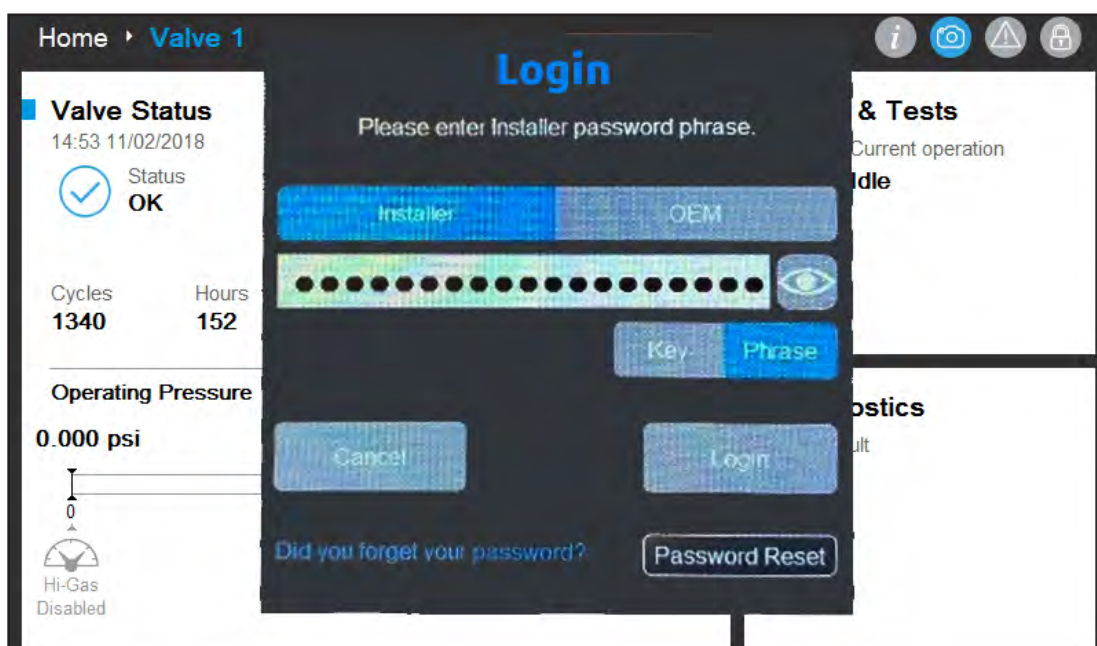 Home ‣ Valve 1
Valve Status
14:53 11/02/2018
Status
OK
Cycles
1340
Hours
152
Operating Pressure
0.000 psi
0
Hi-Gas
Disabled
Login
Please enter Installer password phrase.
Installer
OEM
Key
Phrase
Cancel
Login
Did you forget your password?
Password Reset
& Tests
Current operation
Idle
ostics
ult